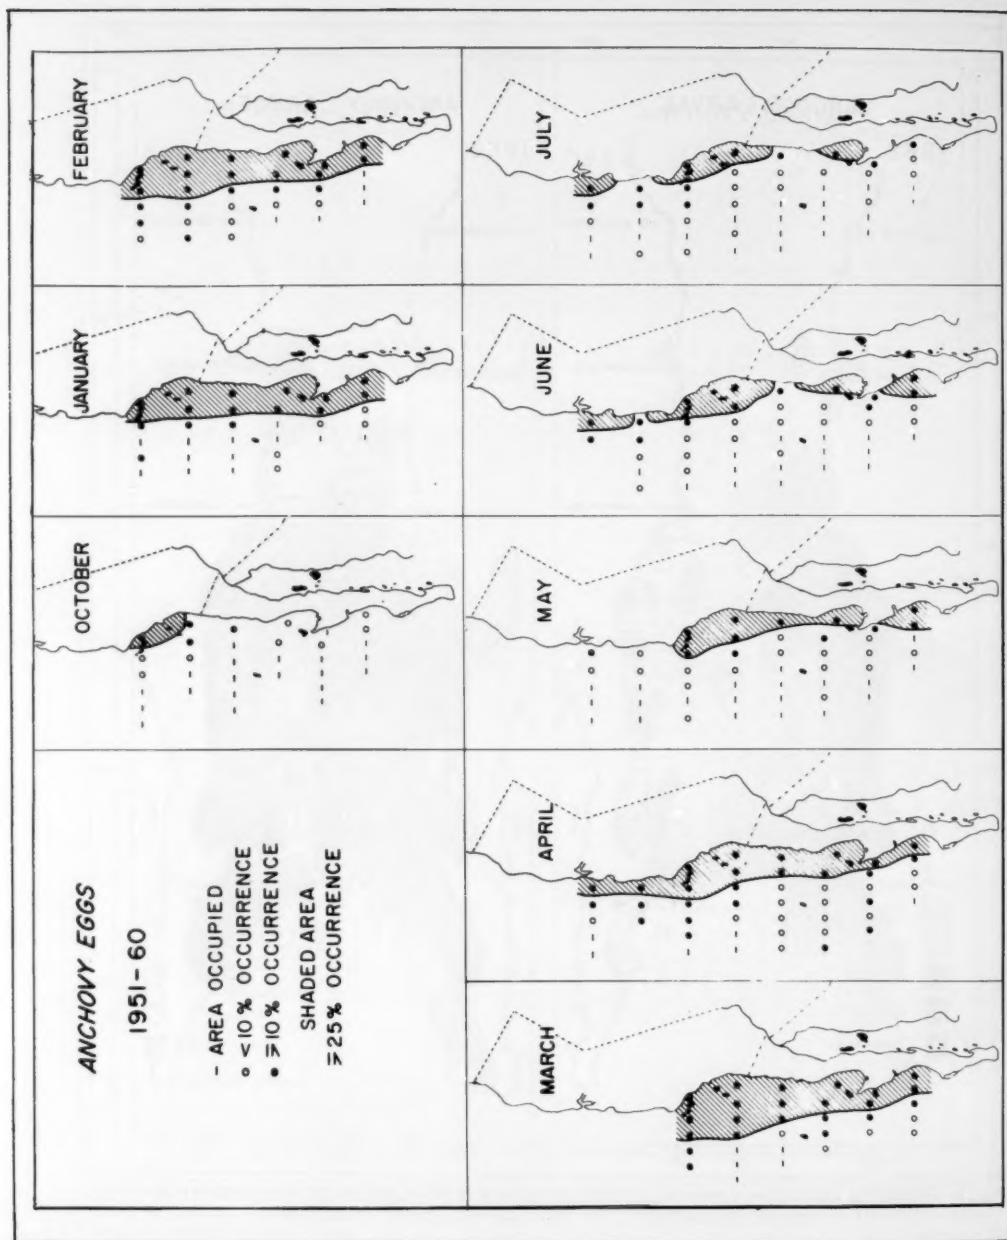 ANCHOVY EGGS
1951-60
- AREA OCCUPIED
○ <10% OCCURRENCE
● ≥10% OCCURRENCE
SHADED AREA
≥25% OCCURRENCE
OCTOBER
JANUARY
FEBRUARY
MARCH
APRIL
MAY
JUNE
JULY